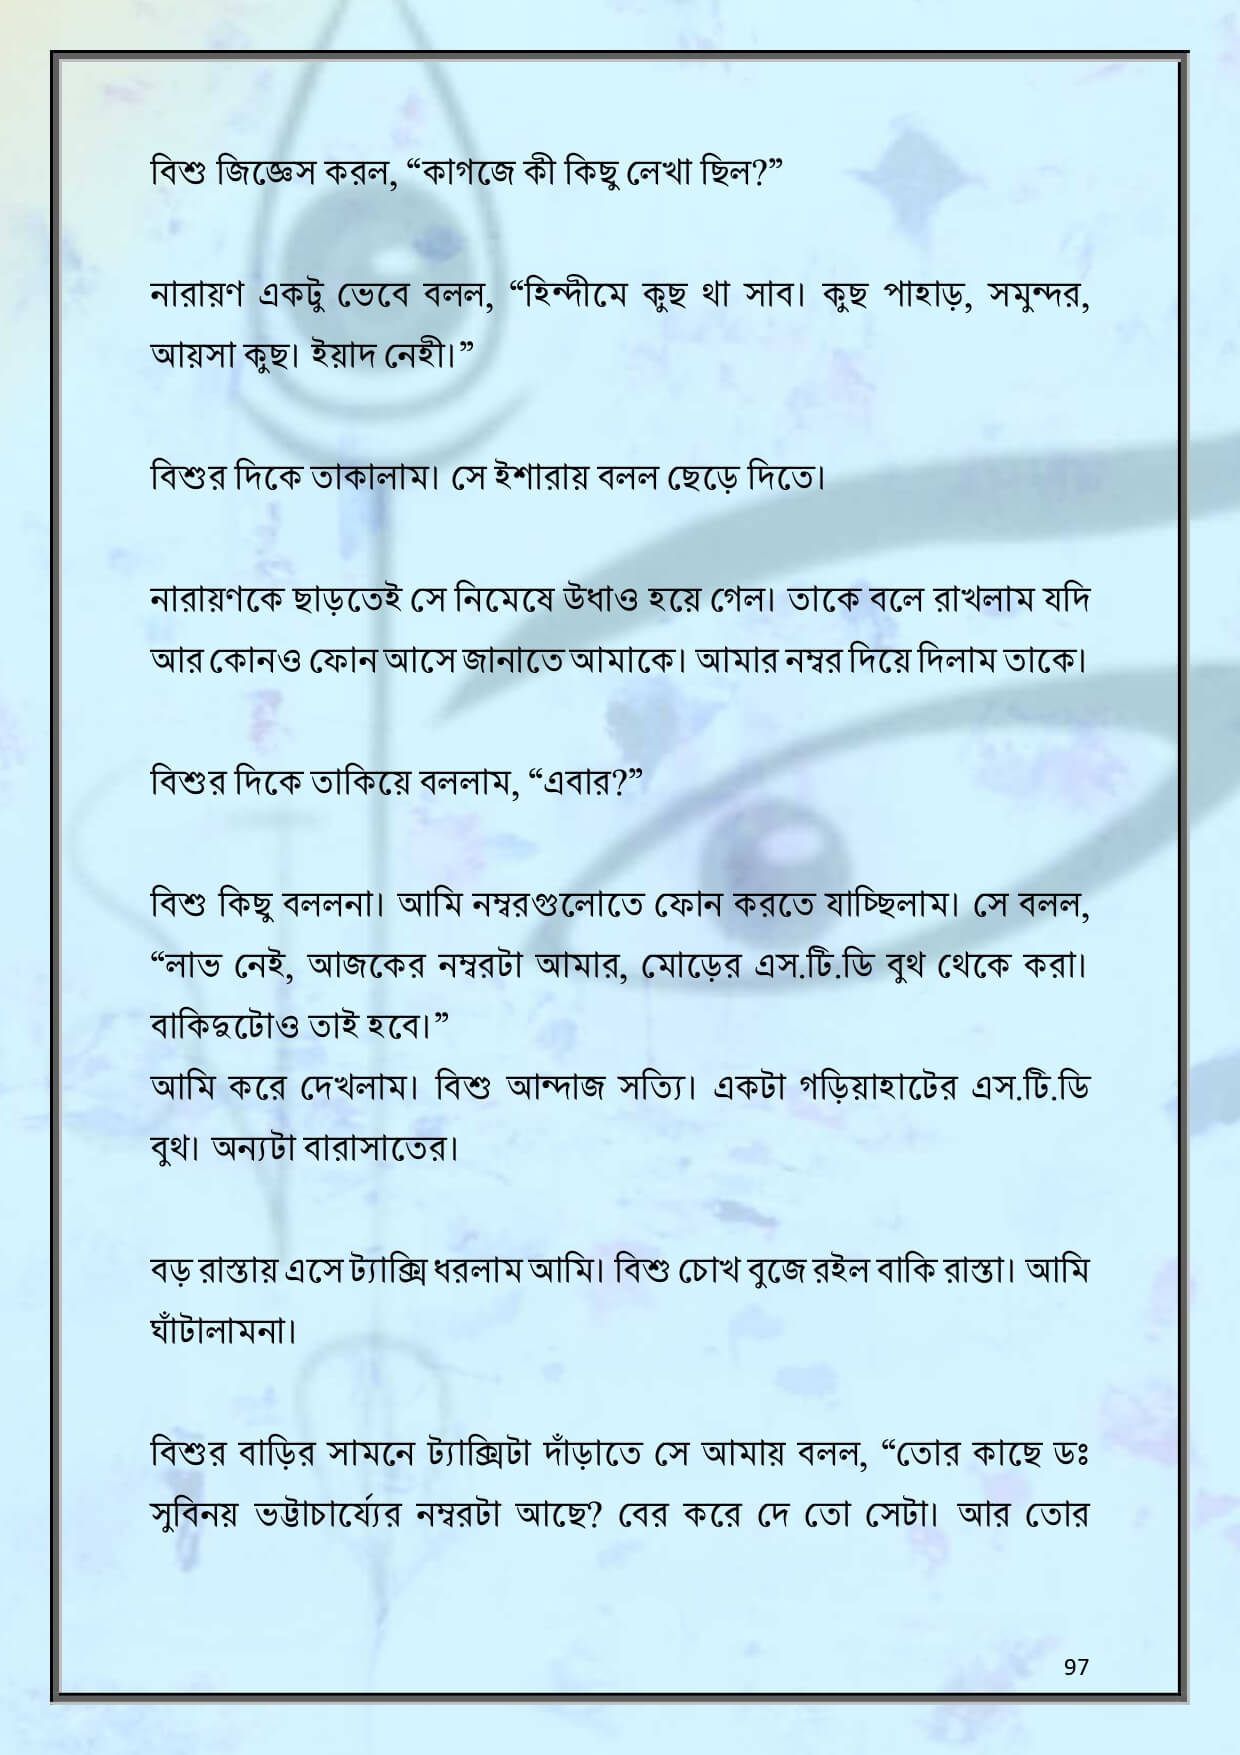 বিশু জিজ্ঞেস করল, “কাগজে কী কিছু লেখা ছিল?”
নারায়ণ একটু ভেবে বলল, “হিন্দীমে কুছ থা সাব। কুছ পাহাড়, সমুন্দর,
আয়সা কুছ। ইয়াদ নেহী।”
বিশুর দিকে তাকালাম। সে ইশারায় বলল ছেড়ে দিতে।
নারায়ণকে ছাড়তেই সে নিমেষে উধাও হয়ে গেল। তাকে বলে রাখলাম যদি
আর কোনও ফোন আসে জানাতে আমাকে। আমার নম্বর দিয়ে দিলাম তাকে।
বিশুর দিকে তাকিয়ে বললাম, “এবার?”
বিশু কিছু বললনা। আমি নম্বরগুলোতে ফোন করতে যাচ্ছিলাম। সে বলল,
“লাভ নেই, আজকের নম্বরটা আমার, মোড়ের এস.টি.ডি বুথ থেকে করা।
বাকিদুটোও তাই হবে।”
আমি করে দেখলাম। বিশু আন্দাজ সত্যি। একটা গড়িয়াহাটের এস.টি.ডি
বুথ। অন্যটা বারাসাতের।
বড় রাস্তায় এসে ট্যাক্সি ধরলাম আমি। বিশু চোখ বুজে রইল বাকি রাস্তা। আমি
ঘাঁটালামনা।
বিশুর বাড়ির সামনে ট্যাক্সিটা দাঁড়াতে সে আমায় বলল, “তোর কাছে ডঃ
সুবিনয় ভট্টাচার্য্যের নম্বরটা আছে? বের করে দে তো সেটা। আর তোর
97